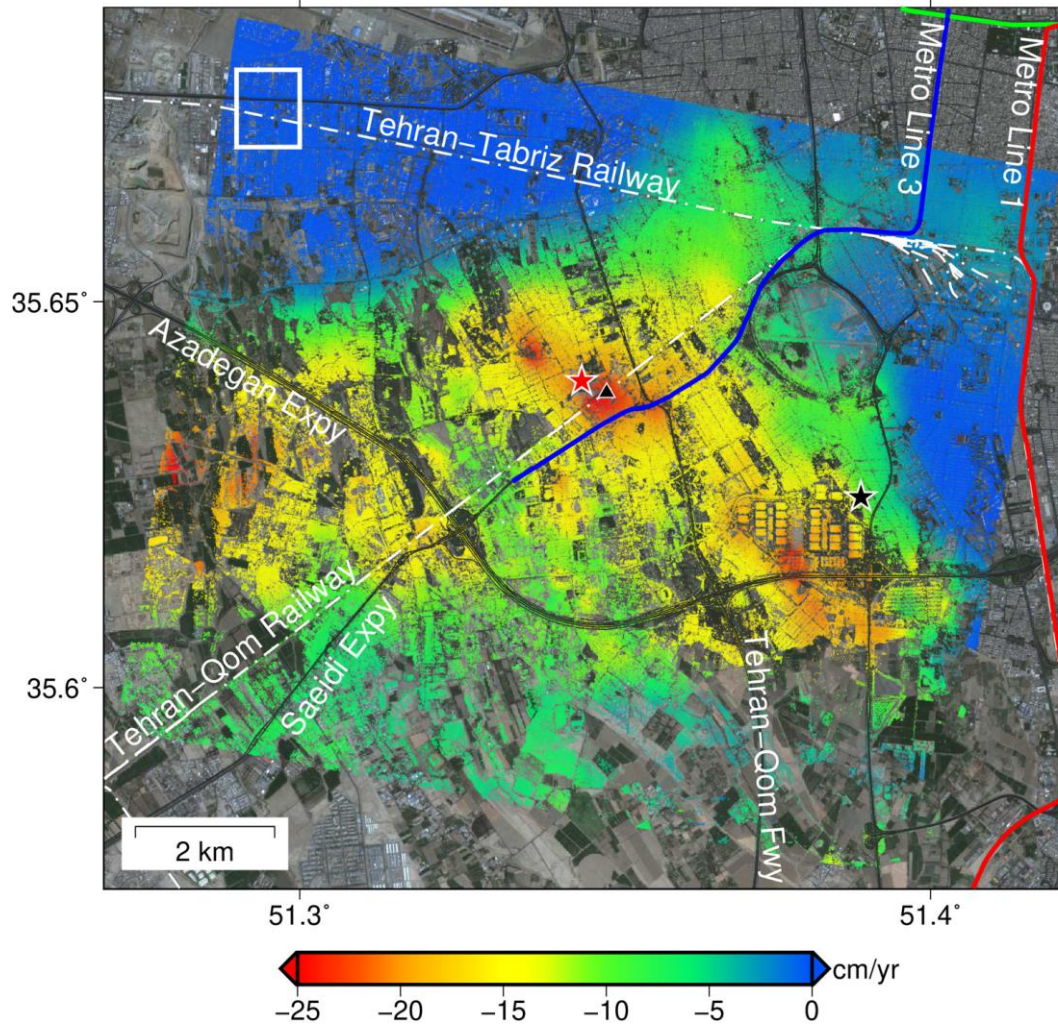 Metro Line 3
Metro Line 1
Tehran–Tabriz Railway
35.65
Azadegan Expy
Tehran–Qom Railway
Saeidi Expy
Tehran–Qom Fwy
35.6
2 km
51.3°
51.4°
cm/yr
−25
−20
−15
−10
−5
0